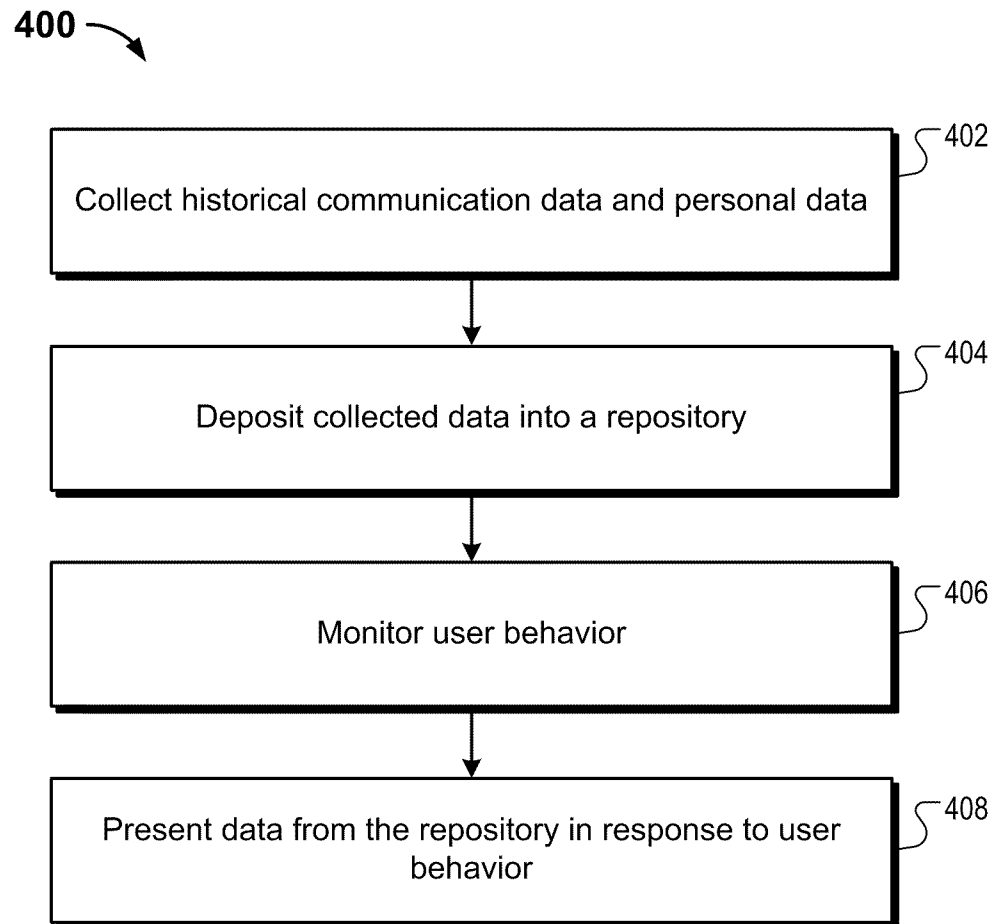 400
402
Collect historical communication data and personal data
404
Deposit collected data into a repository
406
Monitor user behavior
408
Present data from the repository in response to user
behavior